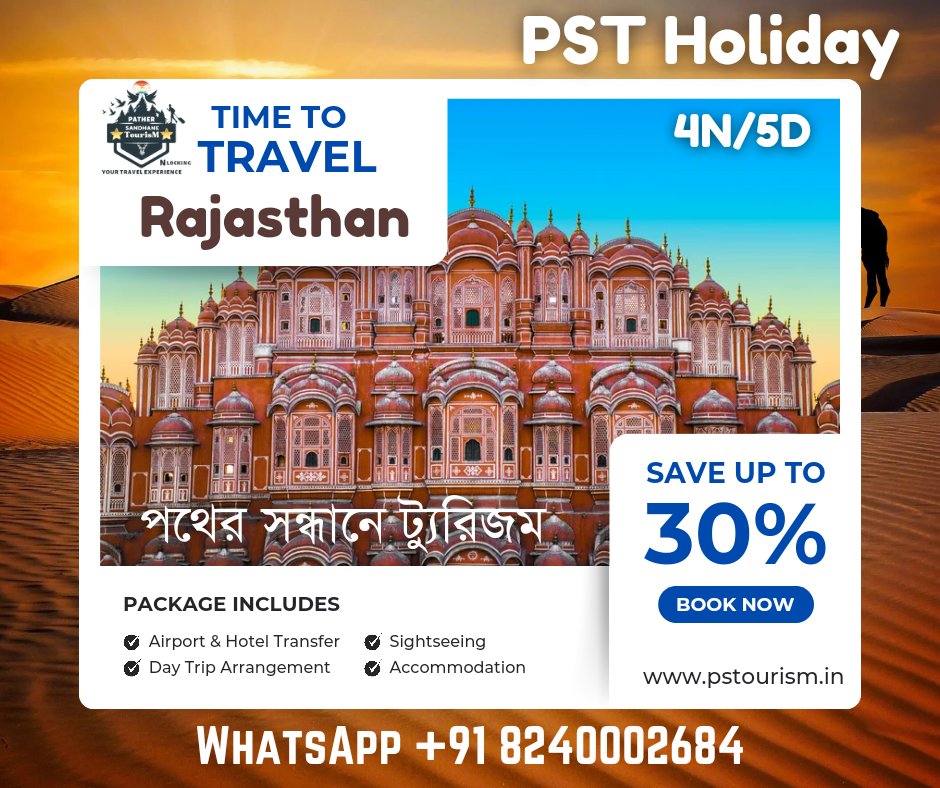 PST Holiday
PATHER
SANDHANE
TourisM
N LOCKING
YOUR TRAVEL EXPERIENCE
TIME TO
TRAVEL
Rajasthan
4N/5D
পথের সন্ধানে ট্যুরিজম
SAVE UP TO
30%
BOOK NOW
www.pstourism.in
PACKAGE INCLUDES
Airport & Hotel Transfer
Sightseeing
Day Trip Arrangement
Accommodation
WHATSAPP +91 8240002684